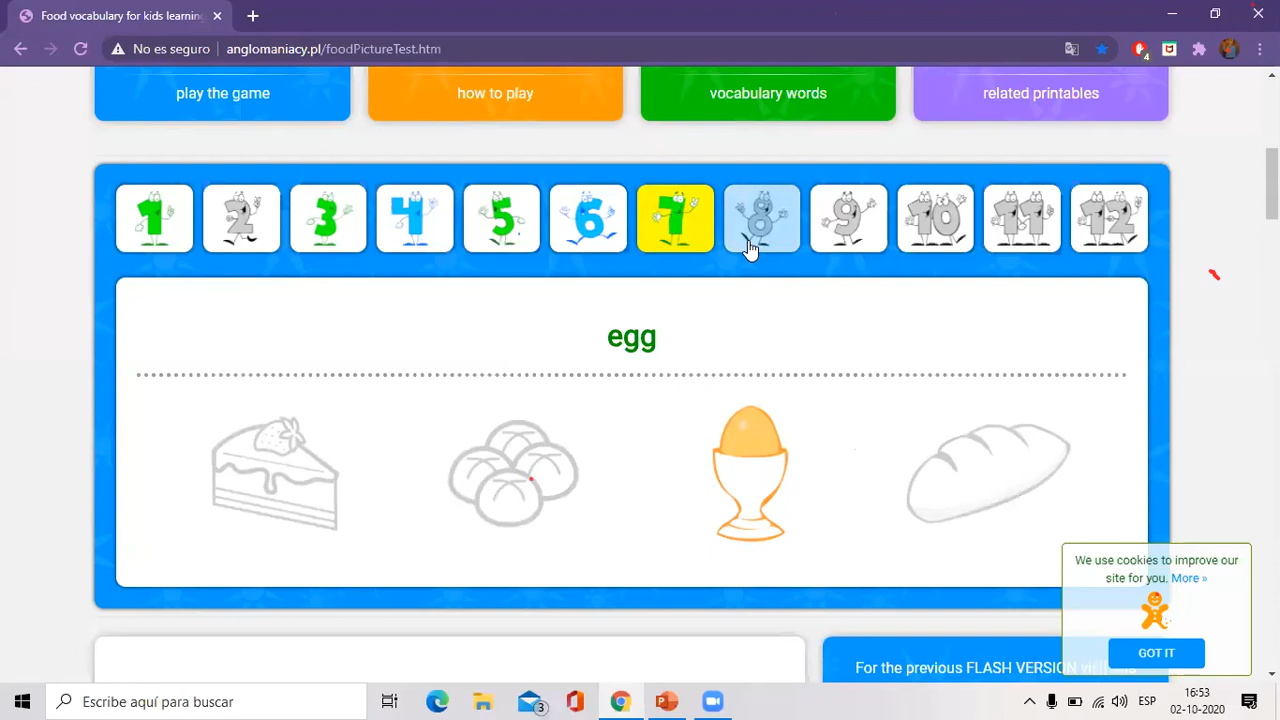 Food vocabulary for kids learning
No es seguro
anglomaniacy.pl/foodPictureTest.htm
4
play the game
how to play
vocabulary words
related printables
1 2 3 4 5 6 7 8 9 10 11 12
egg
We use cookies to improve our
site for you. More »
GOT IT
For the previous FLASH VERSION
Escribe aquí para buscar
3
ESP
16:53
02-10-2020